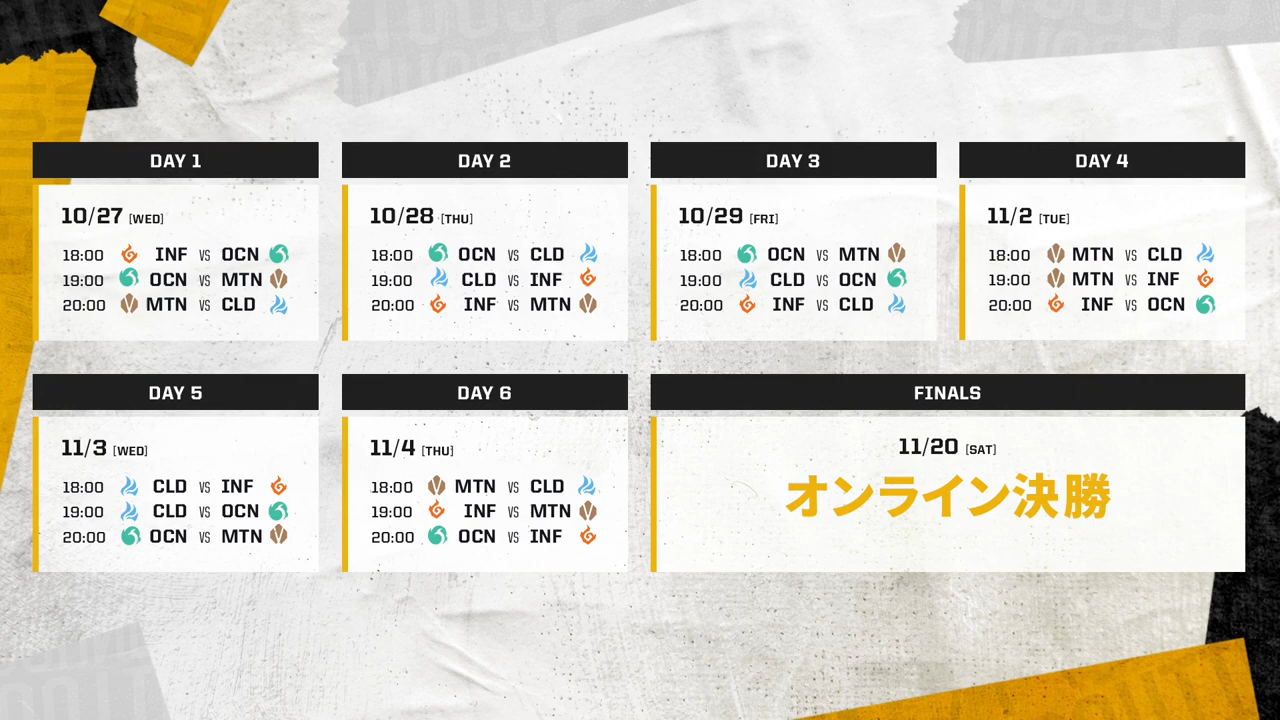 DAY 1
10/27 [WED]
18:00 INF VS OCN
19:00 OCN VS MTN
20:00 MTN VS CLD
DAY 2
10/28 [THU]
18:00 OCN VS CLD
19:00 CLD VS INF
20:00 INF VS MTN
DAY 3
10/29 [FRI]
18:00 OCN VS MTN
19:00 CLD VS OCN
20:00 INF VS CLD
DAY 4
11/2 [TUE]
18:00 MTN VS CLD
19:00 MTN VS INF
20:00 INF VS OCN
DAY 5
11/3 [WED]
18:00 CLD VS INF
19:00 CLD VS OCN
20:00 OCN VS MTN
DAY 6
11/4 [THU]
18:00 MTN VS CLD
19:00 INF VS MTN
20:00 OCN VS INF
FINALS
11/20 [SAT]
オンライン決勝